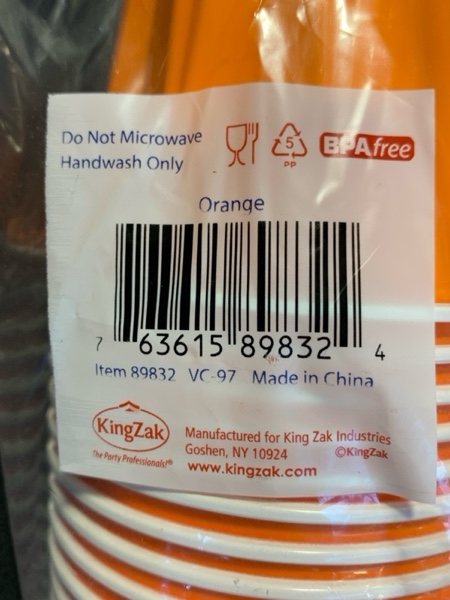 Do Not Microwave
Handwash Only
5
PP
BPAfree
Orange
7 63615 89832 4
Item 89832 VC-97 Made in China
KingZak
The Party Professionals!®
Manufactured for King Zak Industries
Goshen, NY 10924 ©KingZak
www.kingzak.com